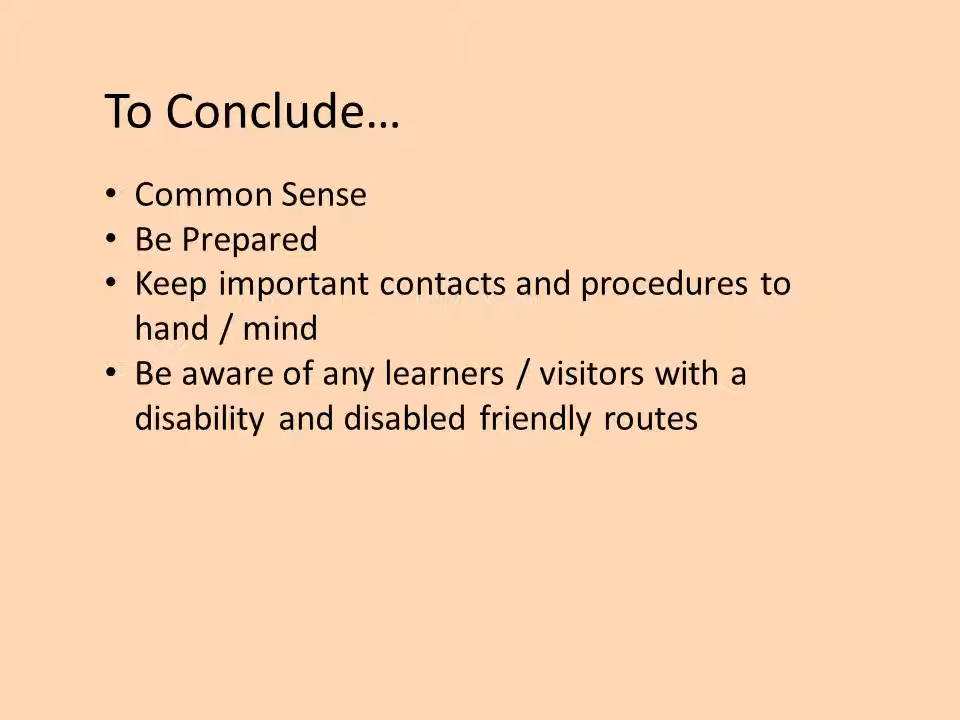 To Conclude…
• Common Sense
• Be Prepared
• Keep important contacts and procedures to
hand / mind
• Be aware of any learners / visitors with a
disability and disabled friendly routes